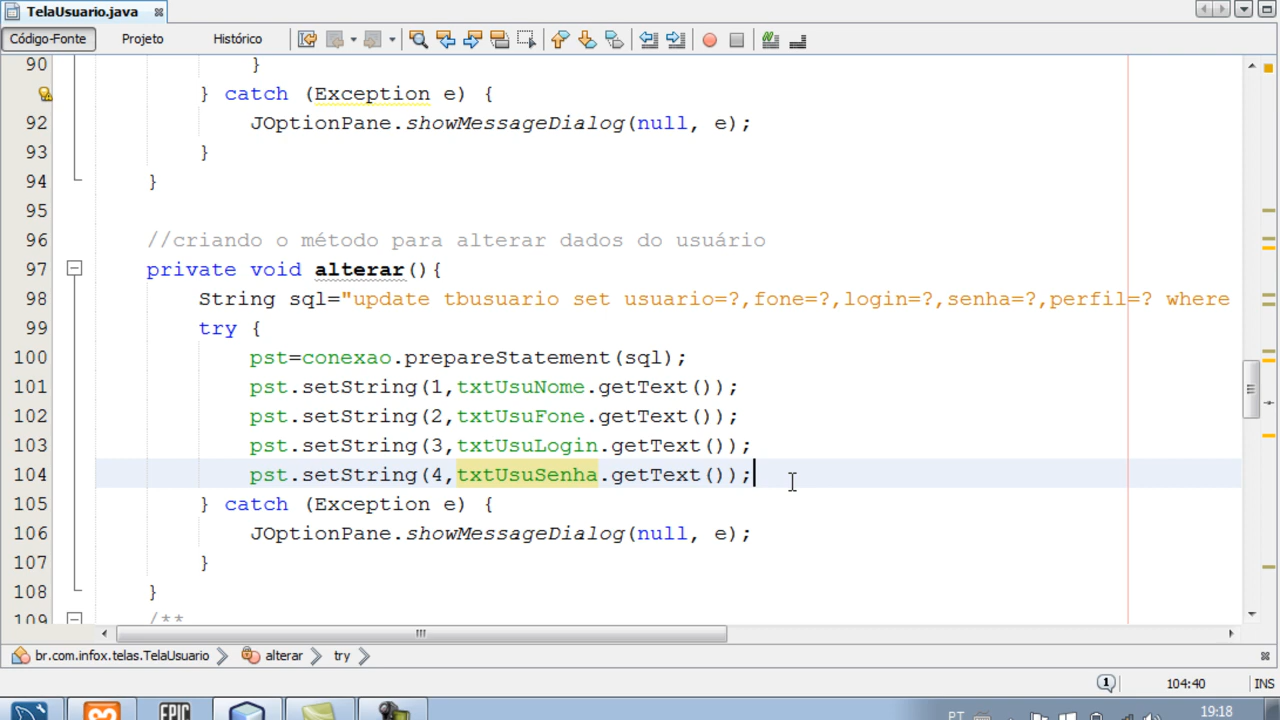 TelaUsuario.java
Código-Fonte Projeto Histórico
90 }
} catch (Exception e) {
92 JOptionPane.showMessageDialog(null, e);
93 }
94 }
95
96 //criando o método para alterar dados do usuário
97 private void alterar(){
98 String sql="update tbusuario set usuario=?,fone=?,login=?,senha=?,perfil=? where
99 try {
100 pst=conexao.prepareStatement(sql);
101 pst.setString(1,txtUsuNome.getText());
102 pst.setString(2,txtUsuFone.getText());
103 pst.setString(3,txtUsuLogin.getText());
104 pst.setString(4,txtUsuSenha.getText());
105 } catch (Exception e) {
106 JOptionPane.showMessageDialog(null, e);
107 }
108 }
109 /**
br.com.infox.telas.TelaUsuario alterar try
1 104:40 INS
EPIC PT 19:18